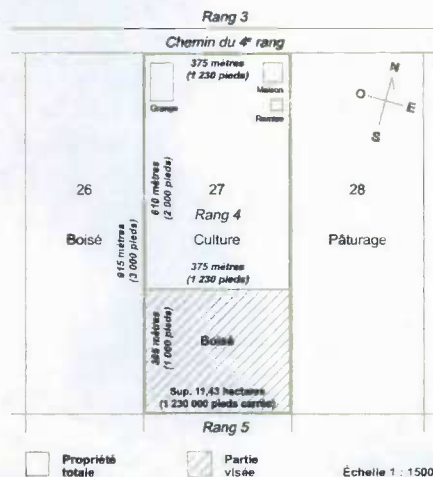 Rang 3
Chemin du 4e rang
375 mètres
(1 230 pieds)
Maison
Grange
Remise
N
O
E
S
26
Boisé
27
Rang 4
Culture
28
Pâturage
610 mètres
(2 000 pieds)
915 mètres
(3 000 pieds)
375 mètres
(1 230 pieds)
(1 000 pieds)
Boisé
Sup. 11,43 hectares
(1 230 000 pieds carrés)
Rang 5
Propriété
totale
Partie
visée
Échelle 1 : 1500